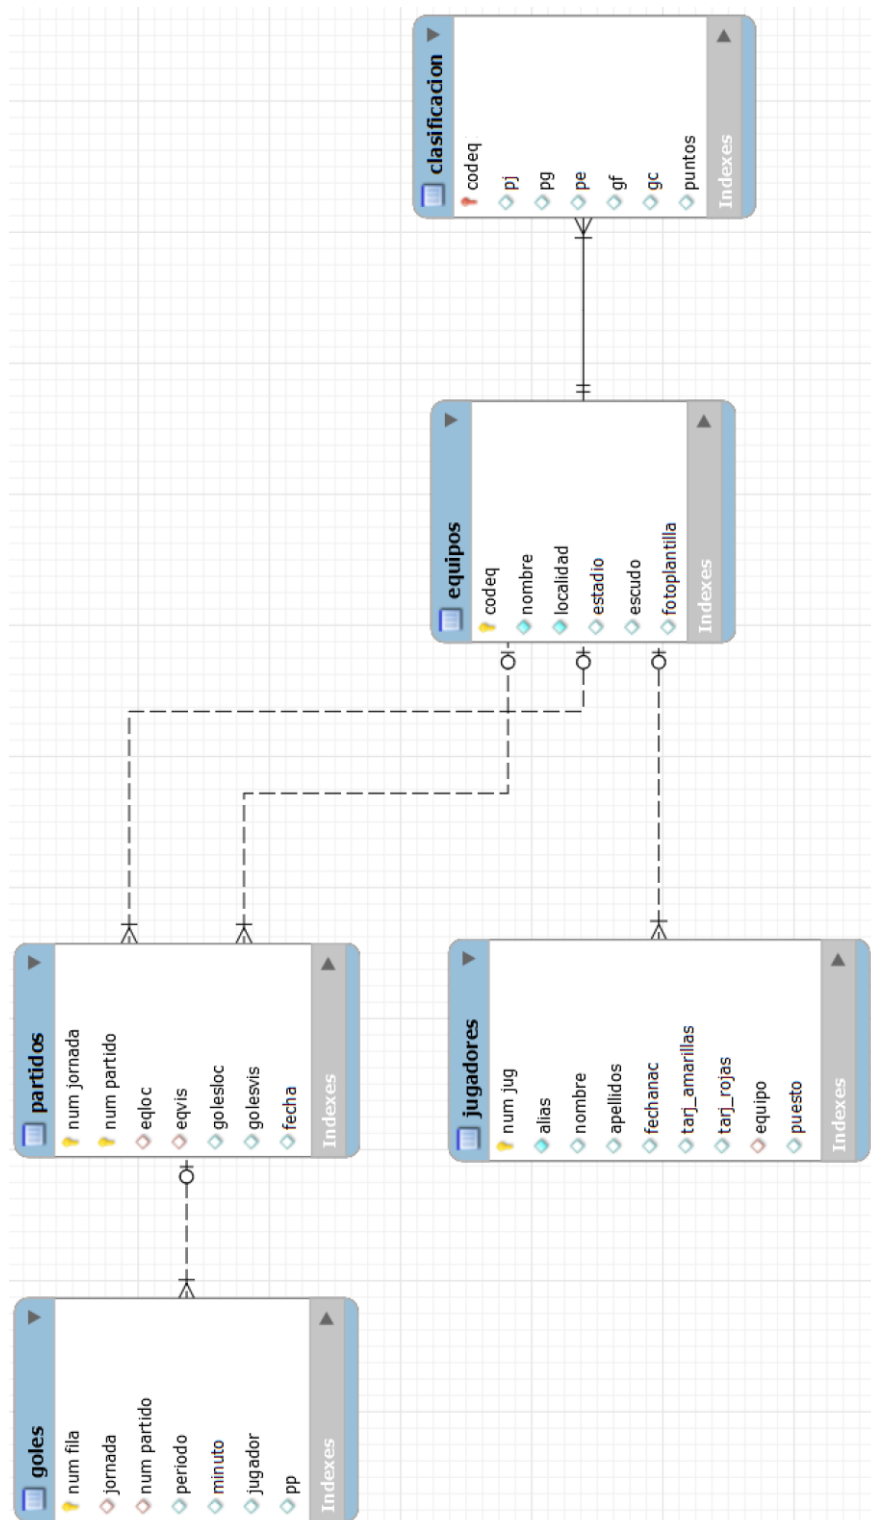 goles
num fila
jornada
num partido
periodo
minuto
jugador
pp
Indexes
partidos
num jornada
num partido
eqloc
eqvis
golesloc
golesvis
fecha
Indexes
jugadores
num jug
alias
nombre
apellidos
fechanac
tarj_amarillas
tarj_rojas
equipo
puesto
Indexes
equipos
codeq
nombre
localidad
estadio
escudo
fotoplantilla
Indexes
clasificacion
codeq
pj
pg
pe
gf
gc
puntos
Indexes